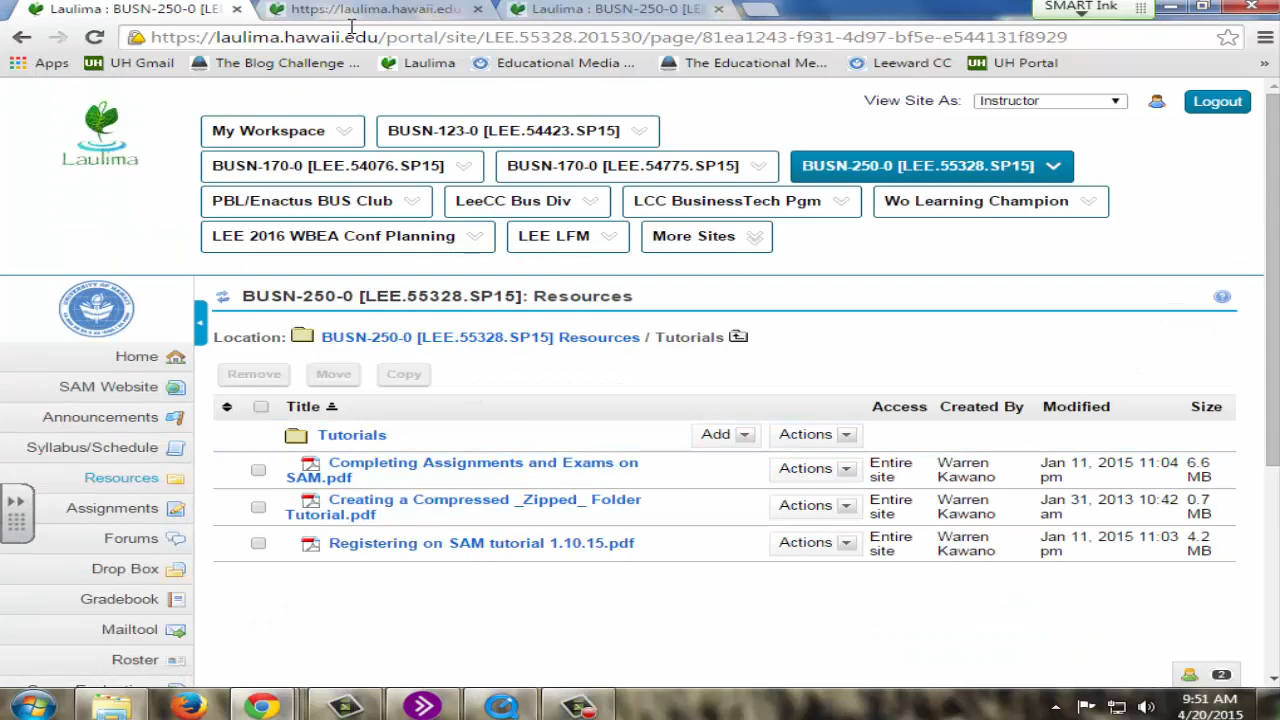 Laulima : BUSN-250-0 [LE
https://laulima.hawaii.edu
Laulima : BUSN-250-0 [LE
SMART Ink
https://laulima.hawaii.edu/portal/site/LEE.55328.201530/page/81ea1243-f931-4d97-bf5e-e544131f8929
Apps UH UH Gmail The Blog Challenge ... Laulima Educational Media ... The Educational Me... Leeward CC UH UH Portal »
View Site As: Instructor Logout
Laulima
My Workspace BUSN-123-0 [LEE.54423.SP15]
BUSN-170-0 [LEE.54076.SP15] BUSN-170-0 [LEE.54775.SP15] BUSN-250-0 [LEE.55328.SP15]
PBL/Enactus BUS Club LeeCC Bus Div LCC BusinessTech Pgm Wo Learning Champion
LEE 2016 WBEA Conf Planning LEE LFM More Sites
BUSN-250-0 [LEE.55328.SP15]: Resources
Location: BUSN-250-0 [LEE.55328.SP15] Resources / Tutorials
Remove Move Copy
Title Access Created By Modified Size
Tutorials Add Actions
Completing Assignments and Exams on SAM.pdf Actions Entire site Warren Kawano Jan 11, 2015 11:04 pm 6.6 MB
Creating a Compressed _Zipped_ Folder Tutorial.pdf Actions Entire site Warren Kawano Jan 31, 2013 10:42 am 0.7 MB
Registering on SAM tutorial 1.10.15.pdf Actions Entire site Warren Kawano Jan 11, 2015 11:03 pm 4.2 MB
Home
SAM Website
Announcements
Syllabus/Schedule
Resources
Assignments
Forums
Drop Box
Gradebook
Mailtool
Roster
2
9:51 AM
4/20/2015